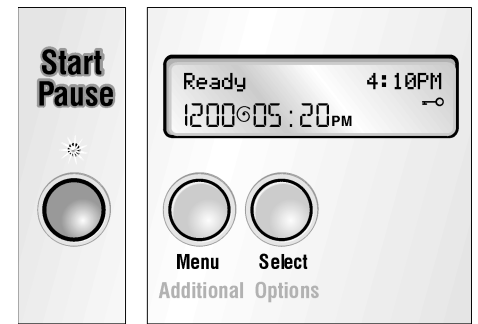 Start
Pause
Ready 4:10PM
1200 05:20PM
Menu Select
Additional Options